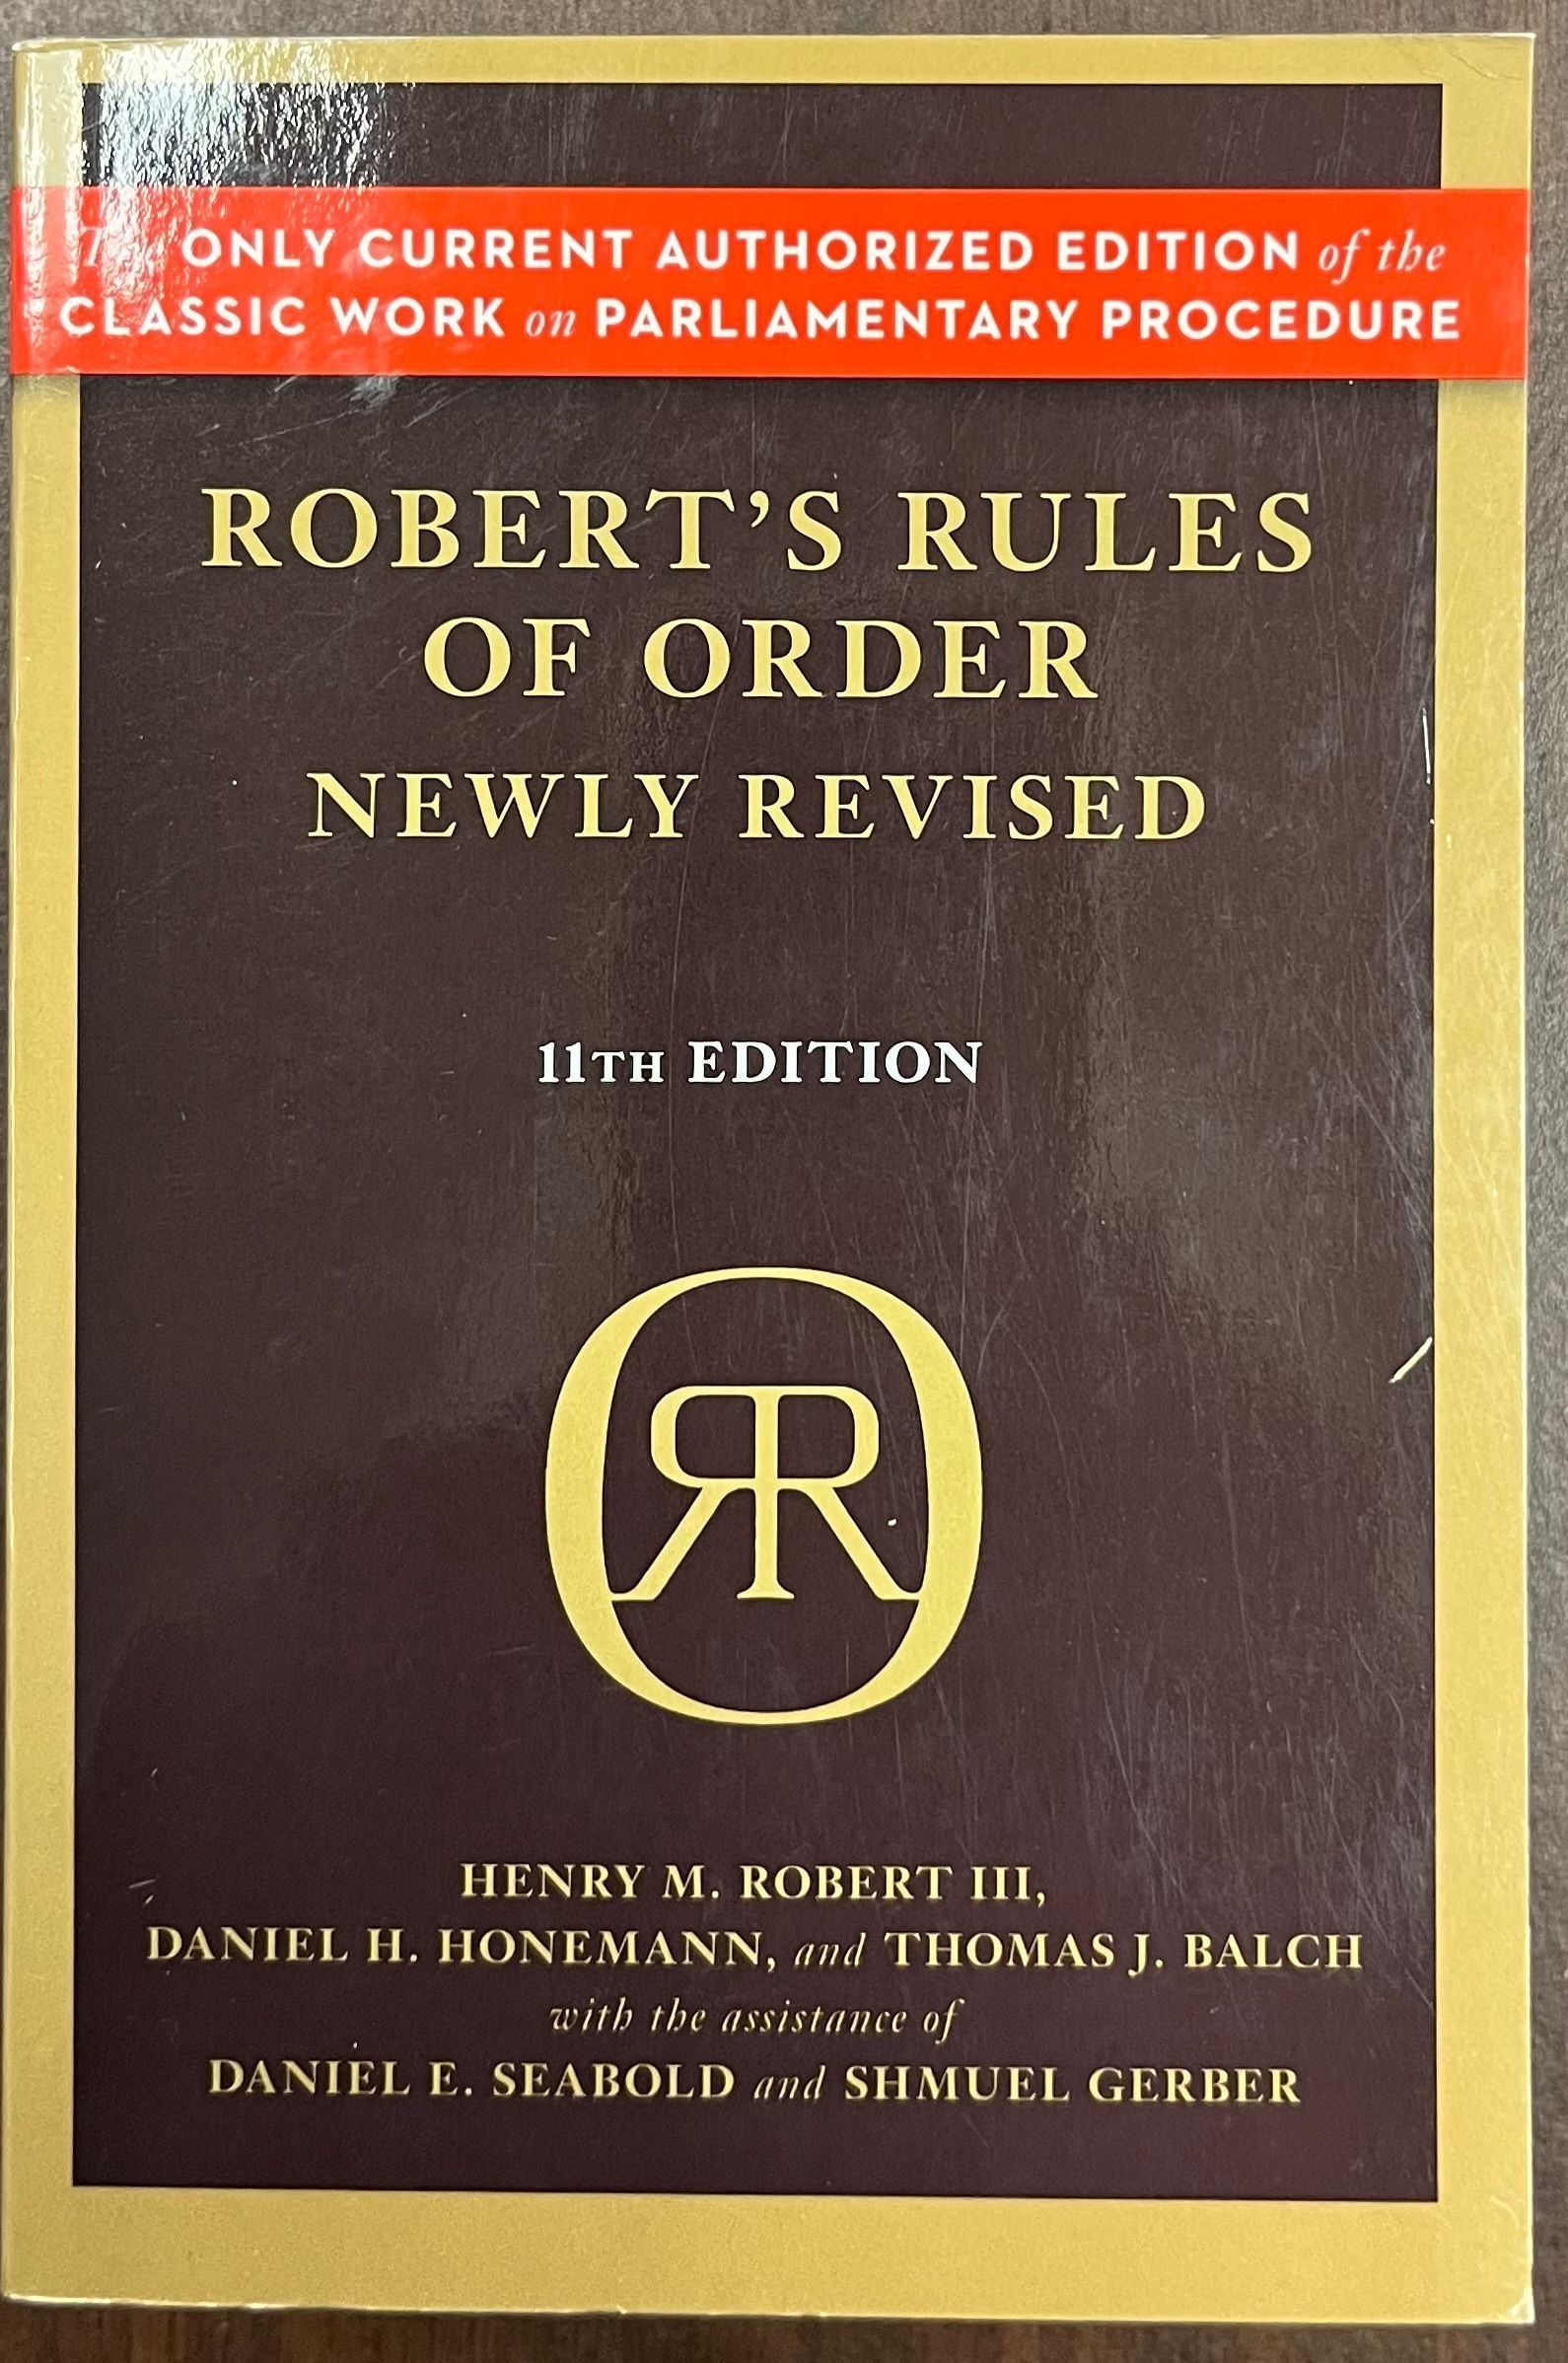 The ONLY CURRENT AUTHORIZED EDITION of the
CLASSIC WORK on PARLIAMENTARY PROCEDURE
ROBERT'S RULES
OF ORDER
NEWLY REVISED
11TH EDITION
HENRY M. ROBERT III,
DANIEL H. HONEMANN, and THOMAS J. BALCH
with the assistance of
DANIEL E. SEABOLD and SHMUEL GERBER